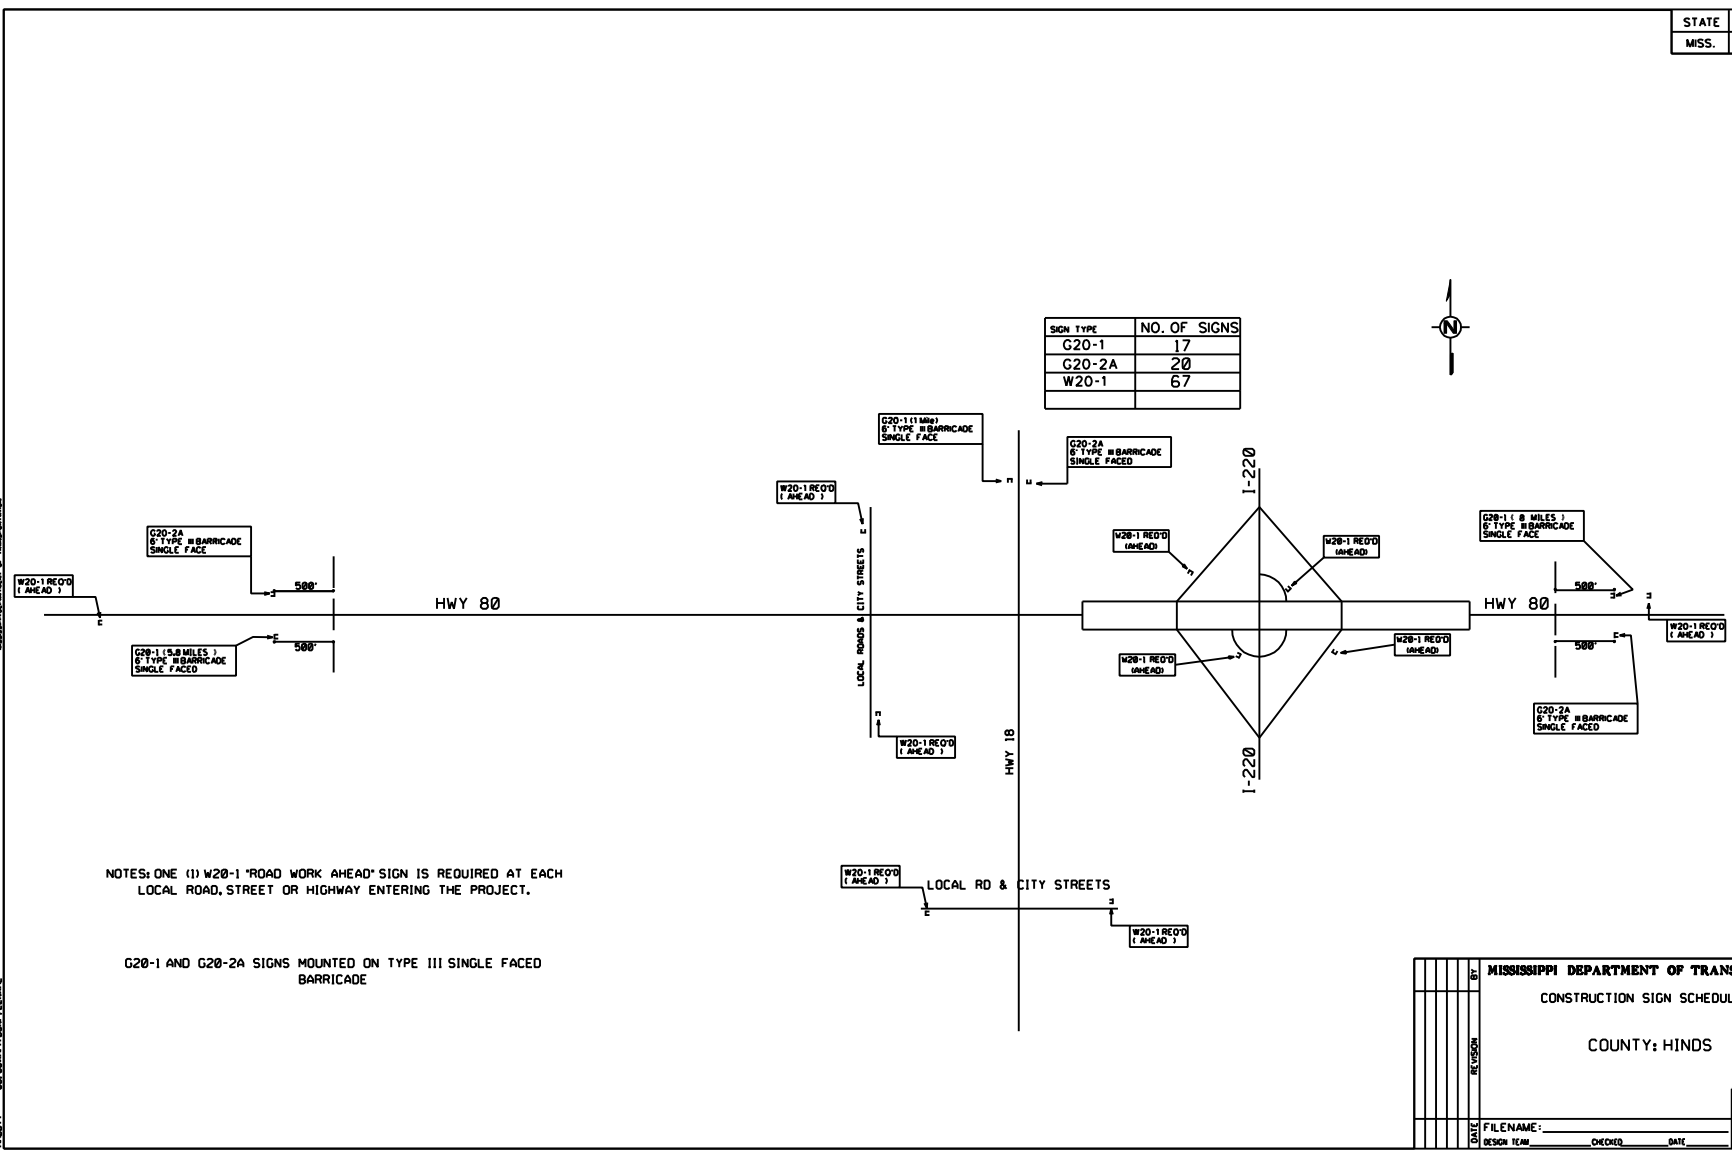 STATE
MISS.
SIGN TYPE NO. OF SIGNS
G20-1 17
G20-2A 20
W20-1 67
G20-1 (1 Mile)
6' TYPE III BARRICADE
SINGLE FACE
G20-2A
6' TYPE III BARRICADE
SINGLE FACED
I-220
W20-1 REQ'D
( AHEAD )
G20-2A
6' TYPE III BARRICADE
SINGLE FACE
W20-1 REQ'D
( AHEAD )
500'
HWY 80
G20-1 (5.8 MILES )
6' TYPE III BARRICADE
SINGLE FACED
500'
LOCAL ROADS & CITY STREETS
W20-1 REQ'D
(AHEAD)
W20-1 REQ'D
(AHEAD)
W20-1 REQ'D
(AHEAD)
W20-1 REQ'D
(AHEAD)
N
G20-1 ( 8 MILES )
6' TYPE III BARRICADE
SINGLE FACE
500'
HWY 80
W20-1 REQ'D
( AHEAD )
500'
G20-2A
6' TYPE III BARRICADE
SINGLE FACED
W20-1 REQ'D
( AHEAD )
HWY 18
I-220
W20-1 REQ'D
( AHEAD )
LOCAL RD & CITY STREETS
W20-1 REQ'D
( AHEAD )
NOTES: ONE (1) W20-1 "ROAD WORK AHEAD" SIGN IS REQUIRED AT EACH
LOCAL ROAD, STREET OR HIGHWAY ENTERING THE PROJECT.
G20-1 AND G20-2A SIGNS MOUNTED ON TYPE III SINGLE FACED
BARRICADE
BY
REVISION
DATE
MISSISSIPPI DEPARTMENT OF TRANS
CONSTRUCTION SIGN SCHEDUL
COUNTY: HINDS
FILENAME:
DESIGN TEAM CHECKED DATE